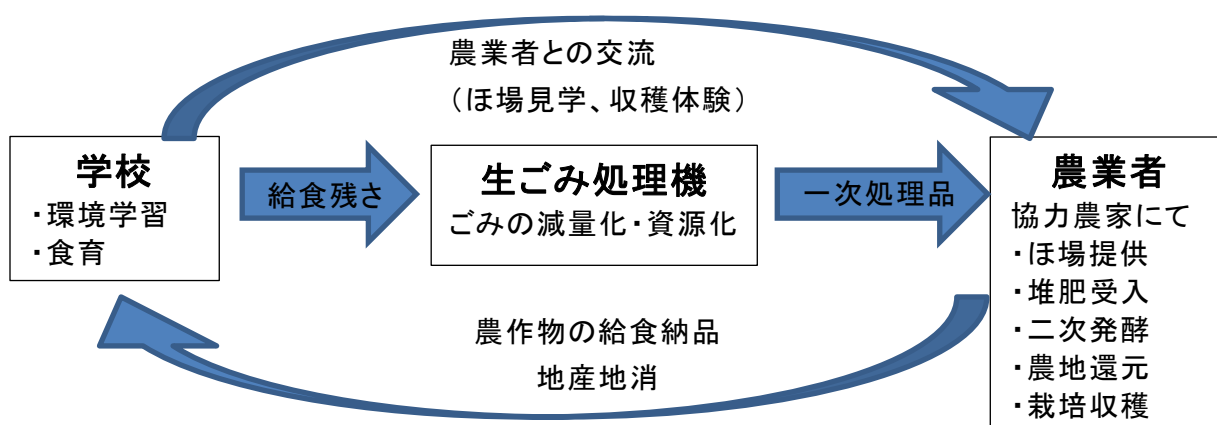 農業者との交流
（ほ場見学、収穫体験）
学校
・環境学習
・食育
給食残さ
生ごみ処理機
ごみの減量化・資源化
一次処理品
農業者
協力農家にて
・ほ場提供
・堆肥受入
・二次発酵
・農地還元
・栽培収穫
農作物の給食納品
地産地消